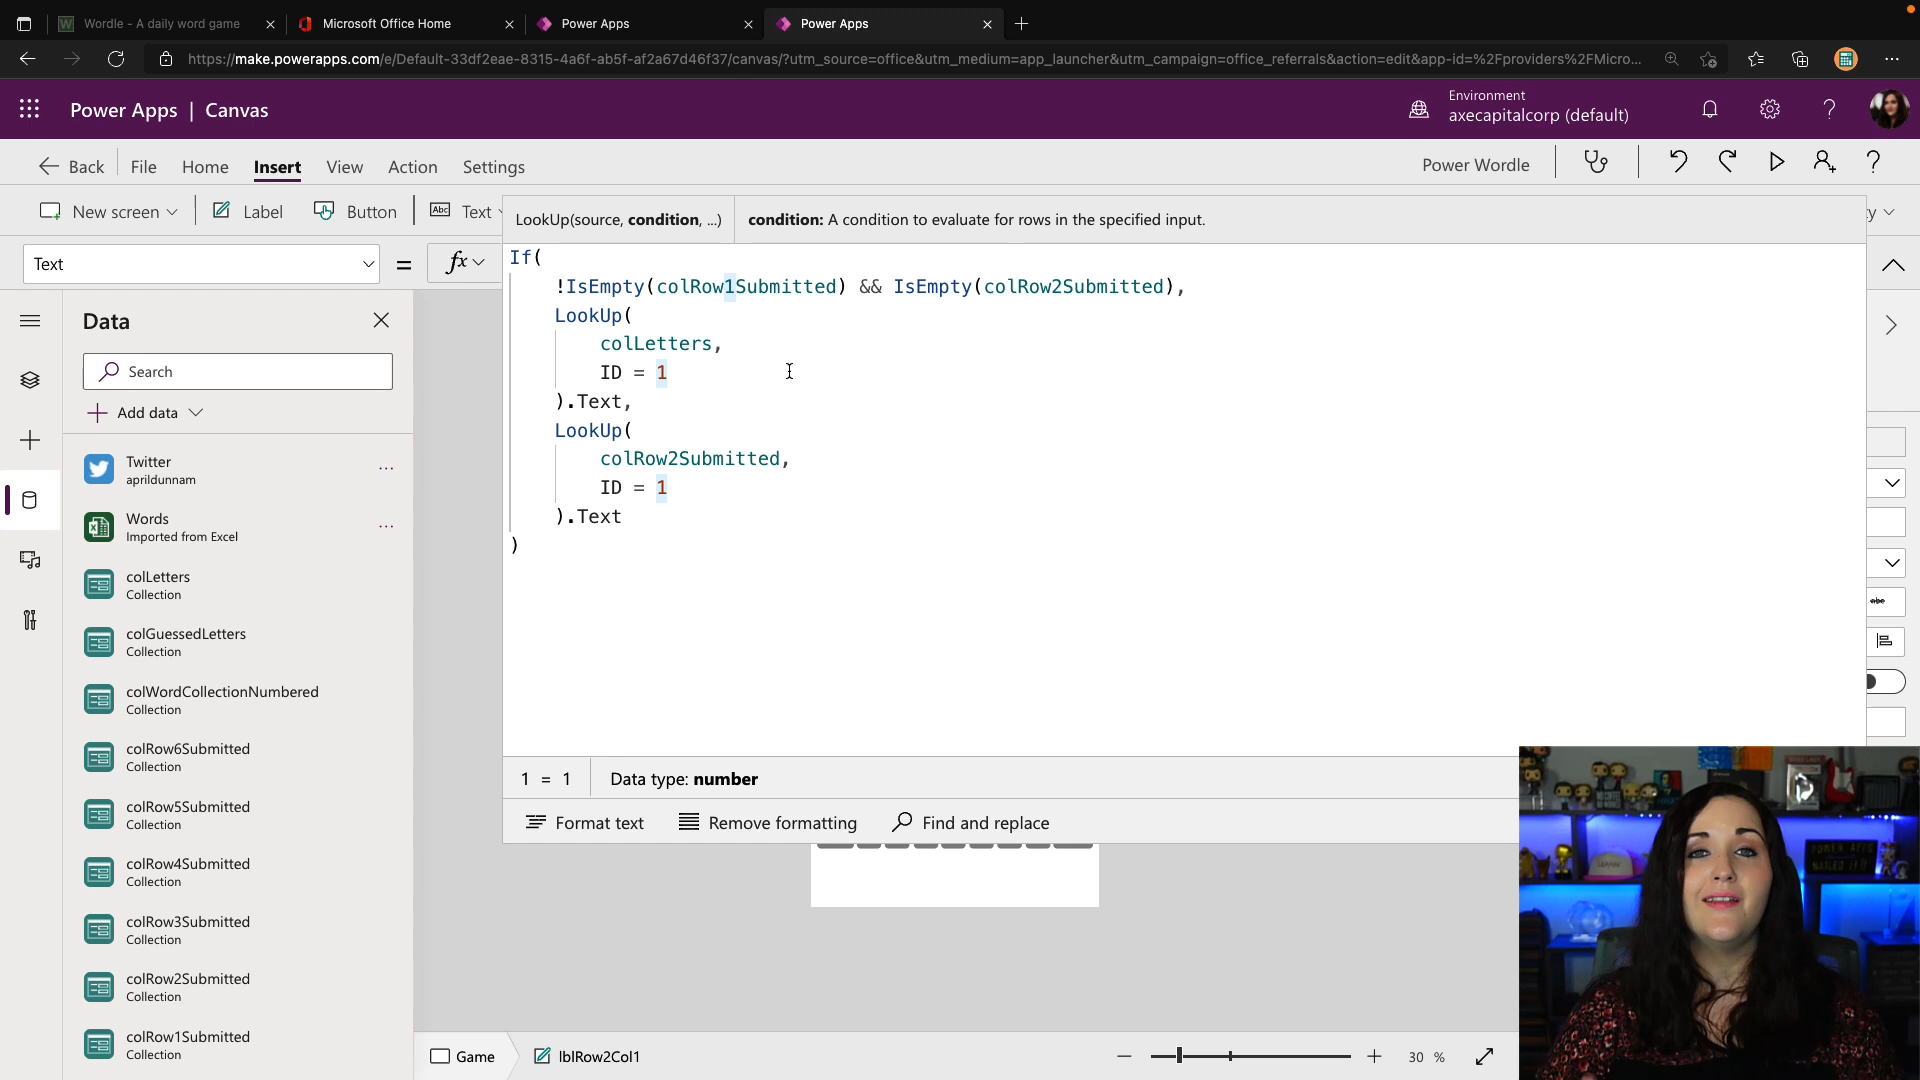 Wordle - A daily word game
Microsoft Office Home
Power Apps
Power Apps
https://make.powerapps.com/e/Default-33df2eae-8315-4a6f-ab5f-af2a67d46f37/canvas/?utm_source=office&utm_medium=app_launcher&utm_campaign=office_referrals&action=edit&app-id=%2Fproviders%2FMicro...
Power Apps | Canvas
Environment
axecapitalcorp (default)
Back
File
Home
Insert
View
Action
Settings
Power Wordle
New screen
Label
Button
Abc Text
LookUp(source, condition, ...)
condition: A condition to evaluate for rows in the specified input.
Text
=
fx
If(
!IsEmpty(colRow1Submitted) && IsEmpty(colRow2Submitted),
LookUp(
colLetters,
ID = 1
).Text,
LookUp(
colRow2Submitted,
ID = 1
).Text
)
Data
Search
Add data
Twitter
aprildunnam
Words
Imported from Excel
colLetters
Collection
colGuessedLetters
Collection
colWordCollectionNumbered
Collection
colRow6Submitted
Collection
colRow5Submitted
Collection
colRow4Submitted
Collection
colRow3Submitted
Collection
colRow2Submitted
Collection
colRow1Submitted
Collection
1 = 1
Data type: number
Format text
Remove formatting
Find and replace
Game
lblRow2Col1
30 %